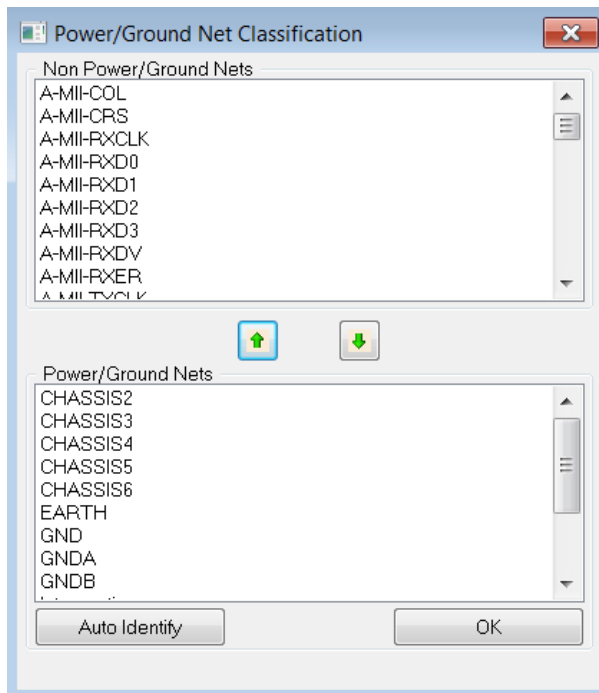 Power/Ground Net Classification
Non Power/Ground Nets
A-MII-COL
A-MII-CRS
A-MII-RXCLK
A-MII-RXD0
A-MII-RXD1
A-MII-RXD2
A-MII-RXD3
A-MII-RXDV
A-MII-RXER
A-MII-TXCLK
Power/Ground Nets
CHASSIS2
CHASSIS3
CHASSIS4
CHASSIS5
CHASSIS6
EARTH
GND
GNDA
GNDB
Auto Identify
OK